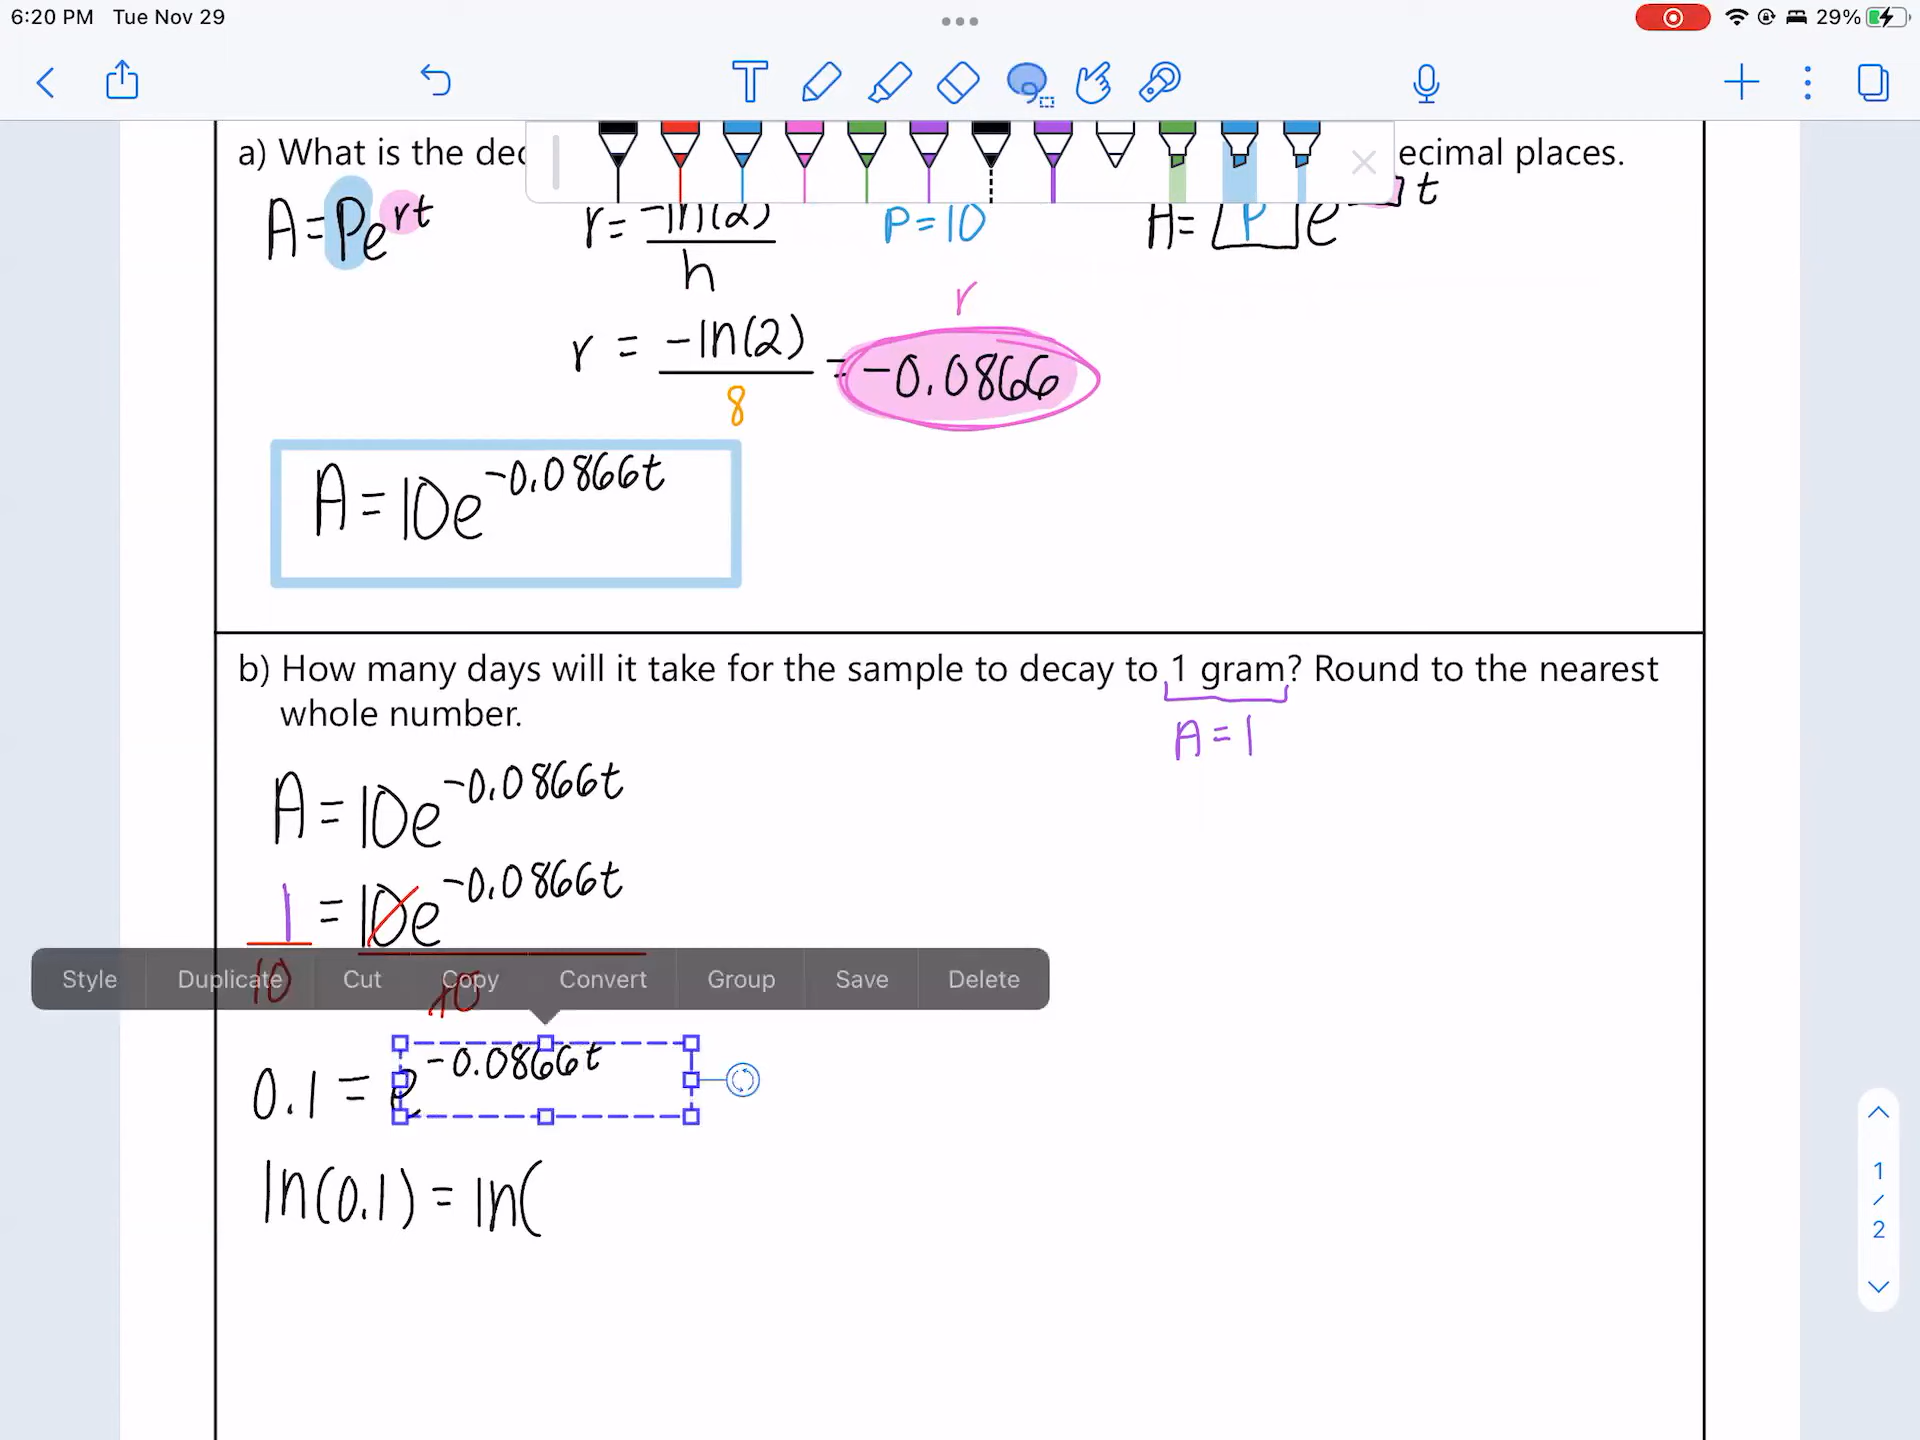 6:20 PM Tue Nov 29
29%
T
a) What is the dec
ecimal places.
A=Pe^rt
r= -ln(2)/h
P=10
A= P e t
r
r = -ln(2)/8 = -0.0866
A=10e^-0.0866t
b) How many days will it take for the sample to decay to 1 gram? Round to the nearest
whole number.
A=1
A=10e^-0.0866t
1 = 10e^-0.0866t
10 10
Style Duplicate Cut Copy Convert Group Save Delete
0.1 = e^-0.0866t
ln(0.1) = ln(
1
/
2